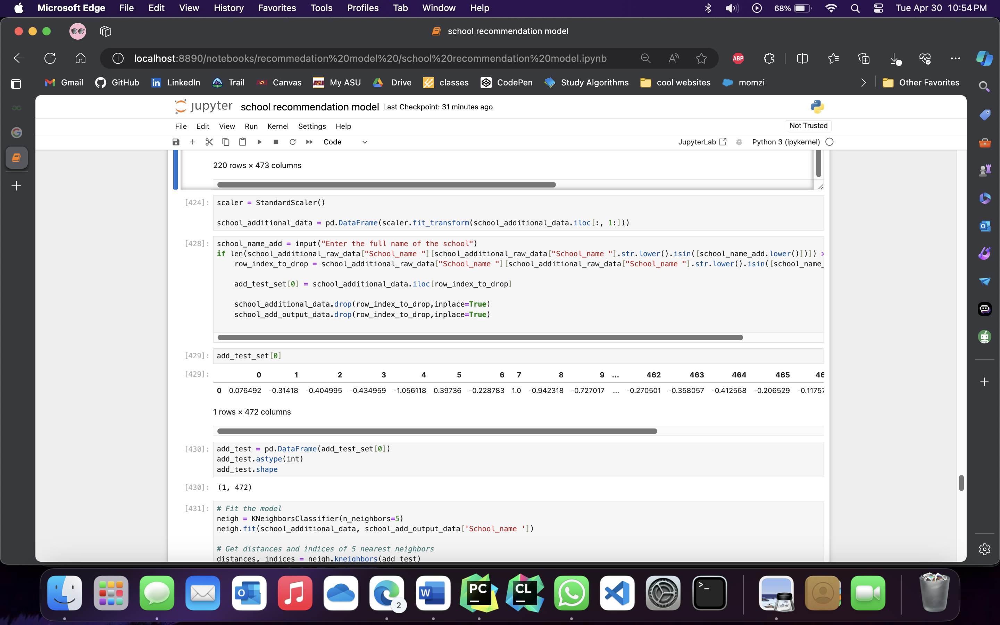 Microsoft Edge File Edit View History Favorites Tools Profiles Tab Window Help 68% Tue Apr 30 10:54 PM
school recommendation model
localhost:8890/notebooks/recommedation%20model%20/school%20recommendation%20model.ipynb ABP
Gmail GitHub LinkedIn Trail Canvas My ASU Drive classes CodePen Study Algorithms cool websites momzi Other Favorites
jupyter school recommendation model Last Checkpoint: 31 minutes ago
File Edit View Run Kernel Settings Help Not Trusted
Code JupyterLab Python 3 (ipykernel)
220 rows × 473 columns
[424]: scaler = StandardScaler()
school_additional_data = pd.DataFrame(scaler.fit_transform(school_additional_data.iloc[:, 1:]))
[428]: school_name_add = input("Enter the full name of the school")
if len(school_additional_raw_data["School_name "][school_additional_raw_data["School_name "].str.lower().isin([school_name_add.lower()])]) >
row_index_to_drop = school_additional_raw_data["School_name "][school_additional_raw_data["School_name "].str.lower().isin([school_name_
add_test_set[0] = school_additional_data.iloc[row_index_to_drop]
school_additional_data.drop(row_index_to_drop,inplace=True)
school_add_output_data.drop(row_index_to_drop,inplace=True)
[429]: add_test_set[0]
[429]: 0 1 2 3 4 5 6 7 8 9 ... 462 463 464 465 46
0 0.076492 -0.31418 -0.404995 -0.434959 -1.056118 0.39736 -0.228783 1.0 -0.942318 -0.727017 ... -0.270501 -0.358057 -0.412568 -0.206529 -0.11757
1 rows × 472 columns
[430]: add_test = pd.DataFrame(add_test_set[0])
add_test.astype(int)
add_test.shape
[430]: (1, 472)
[431]: # Fit the model
neigh = KNeighborsClassifier(n_neighbors=5)
neigh.fit(school_additional_data, school_add_output_data['School_name '])
# Get distances and indices of 5 nearest neighbors
distances, indices = neigh.kneighbors(add_test)
2 PC CL